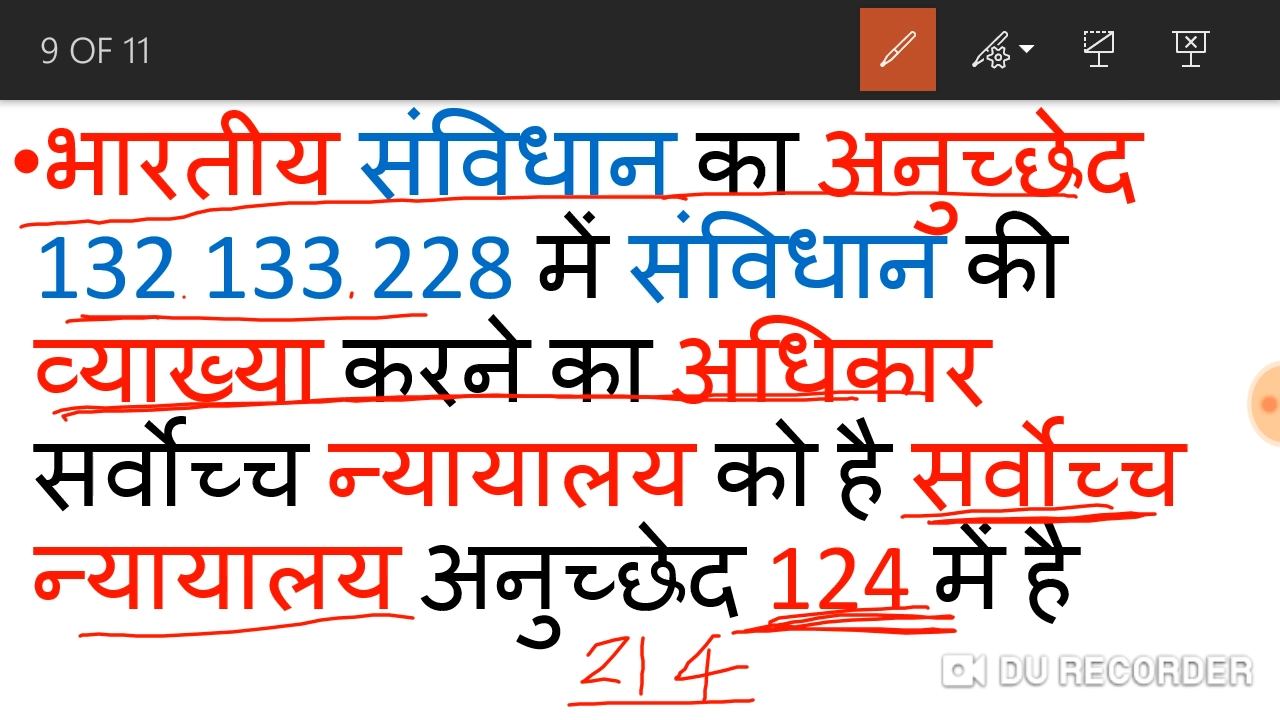 9 OF 11
•भारतीय संविधान का अनुच्छेद
132, 133, 228 में संविधान की
व्याख्या करने का अधिकार
सर्वोच्च न्यायालय को है सर्वोच्च
न्यायालय अनुच्छेद 124 में है
214
DU RECORDER